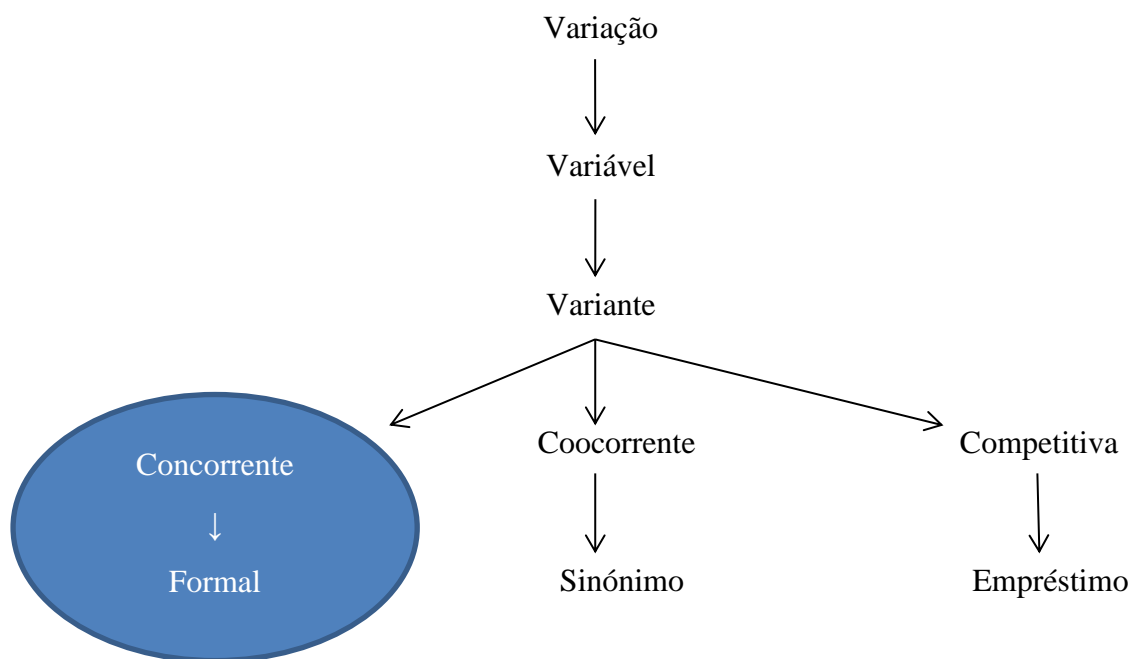 Variação
Variável
Variante
Concorrente
↓
Formal
Coocorrente
Sinónimo
Competitiva
Empréstimo